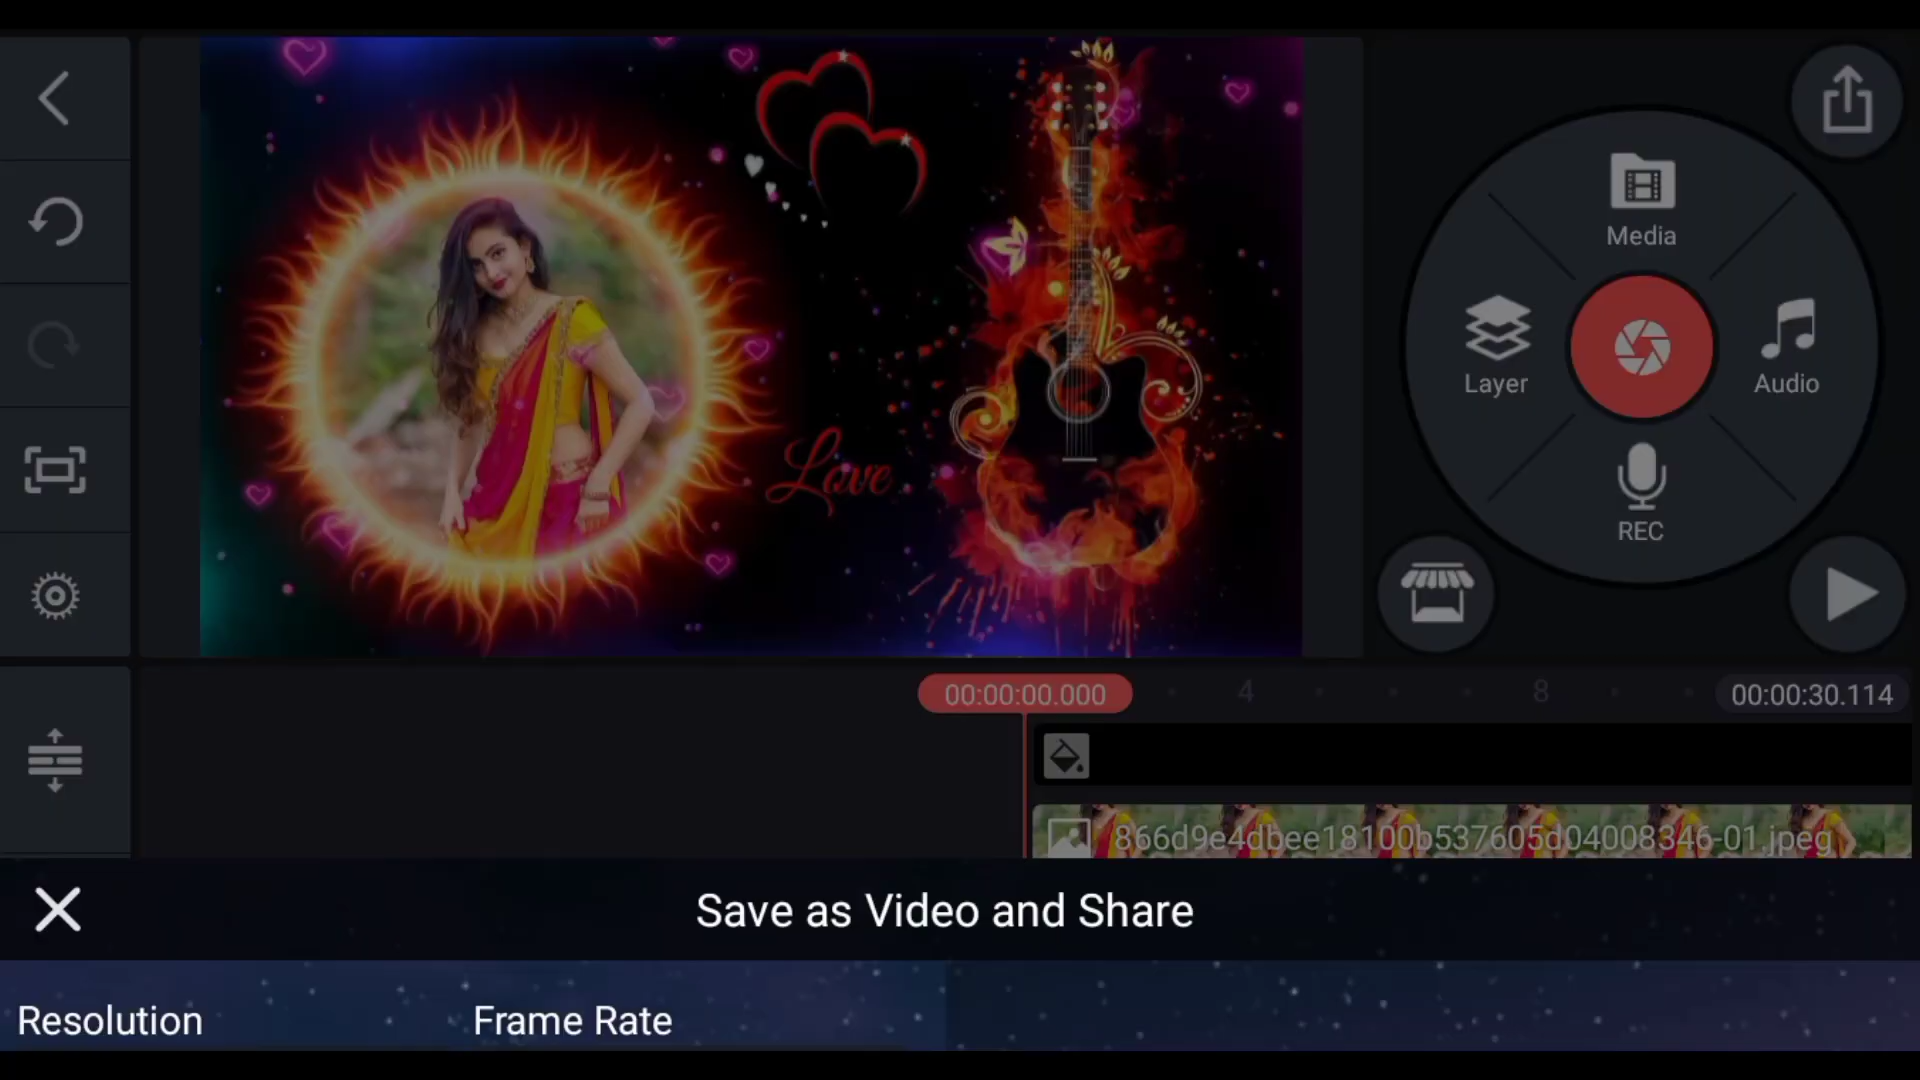 Media
Layer
Audio
REC
Love
00:00:00.000
4
8
00:00:30.114
866d9e4dbee18100b537605d04008346-01.jpeg
Save as Video and Share
Resolution
Frame Rate